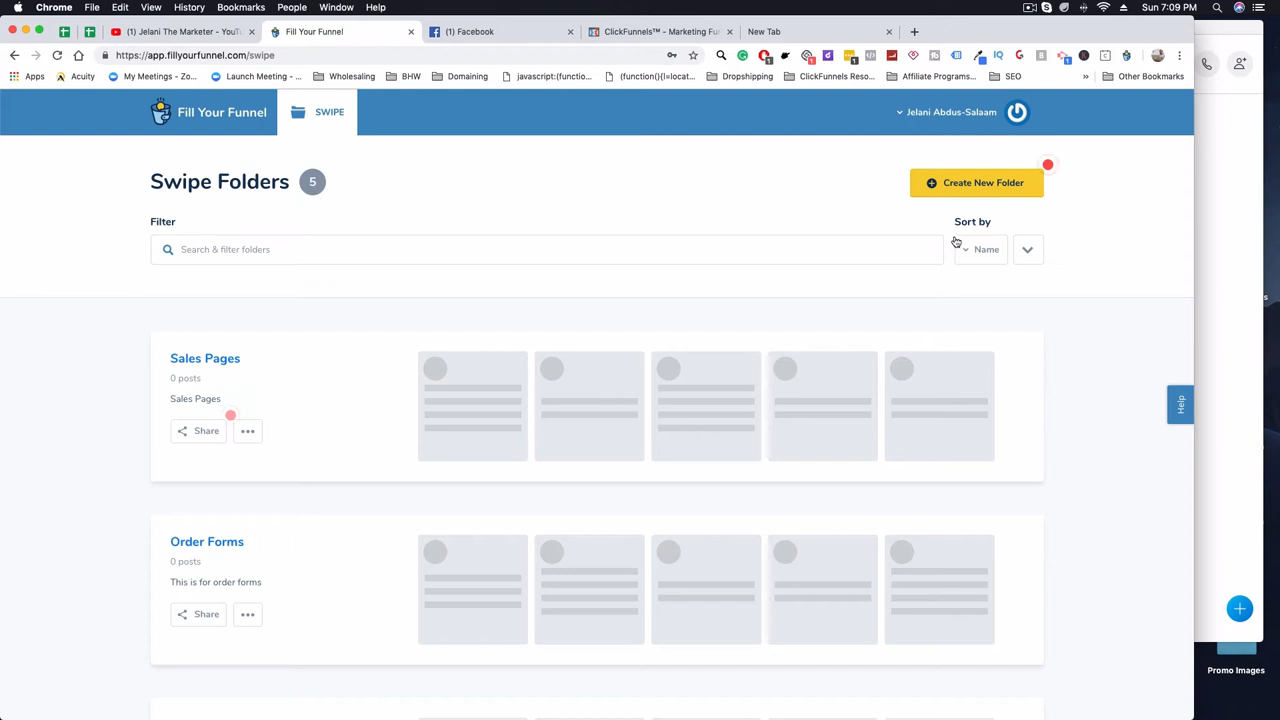 Chrome File Edit View History Bookmarks People Window Help
Sun 7:09 PM
(1) Jelani The Marketer - YouT
Fill Your Funnel
(1) Facebook
ClickFunnels™ - Marketing Fun
New Tab
https://app.fillyourfunnel.com/swipe
Apps Acuity My Meetings - Zo... Launch Meeting - ... Wholesaling BHW Domaining javascript:(functio... (function(){!=locat... Dropshipping ClickFunnels Reso... Affiliate Programs... SEO » Other Bookmarks
Fill Your Funnel SWIPE Jelani Abdus-Salaam
Swipe Folders 5
Create New Folder
Filter Sort by
Search & filter folders Name
Sales Pages
0 posts
Sales Pages
Help
Share
Order Forms
0 posts
This is for order forms
Share
Promo Images